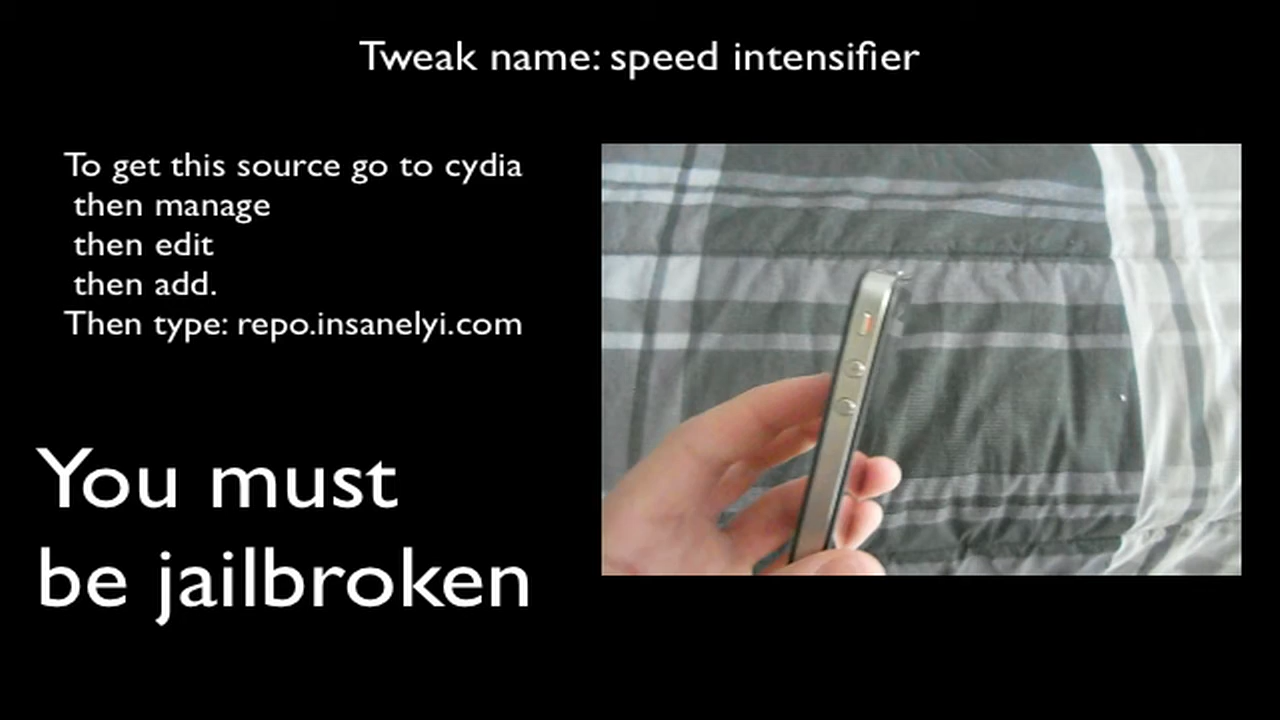 Tweak name: speed intensifier
To get this source go to cydia
then manage
then edit
then add.
Then type: repo.insanelyi.com
You must
be jailbroken